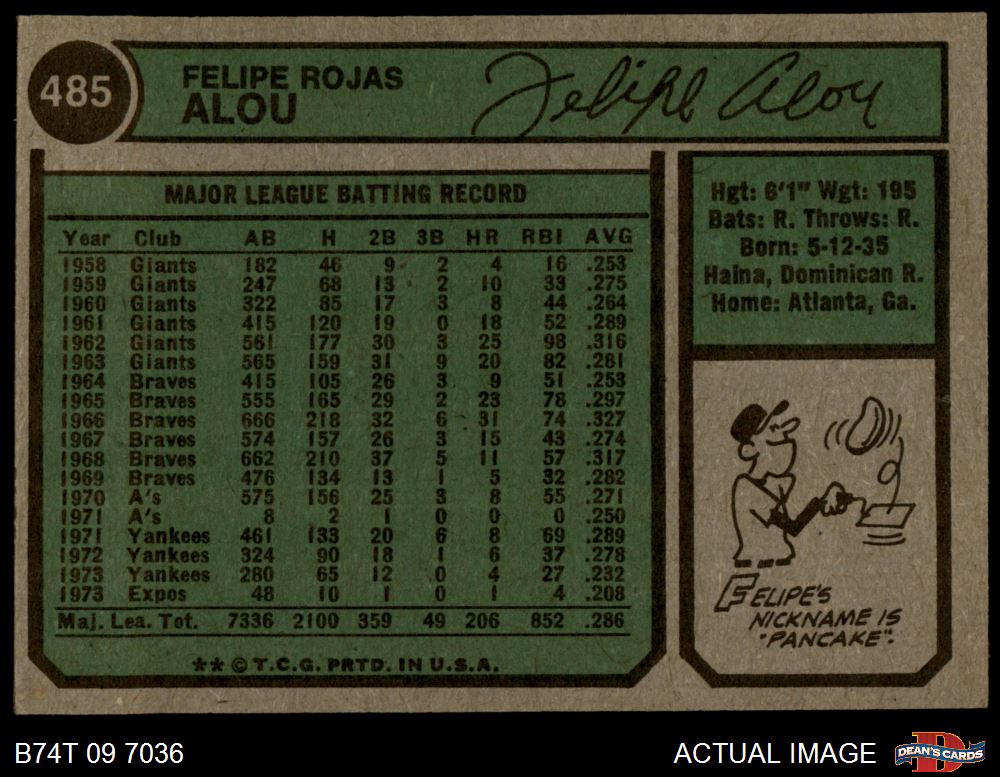 485
FELIPE ROJAS
ALOU
Felipe Alou
MAJOR LEAGUE BATTING RECORD
Year Club AB H 2B 3B HR RBI AVG
1958 Giants 182 46 9 2 4 16 .253
1959 Giants 247 68 13 2 10 33 .275
1960 Giants 322 85 17 3 8 44 .264
1961 Giants 415 120 19 0 18 52 .289
1962 Giants 561 177 30 3 25 98 .316
1963 Giants 565 159 31 9 20 82 .281
1964 Braves 415 105 26 3 9 51 .253
1965 Braves 555 165 29 2 23 78 .297
1966 Braves 666 218 32 6 31 74 .327
1967 Braves 574 157 26 3 15 43 .274
1968 Braves 662 210 37 5 11 57 .317
1969 Braves 476 134 13 1 5 32 .282
1970 A's 575 156 25 3 8 55 .271
1971 A's 8 2 1 0 0 0 .250
1971 Yankees 461 133 20 6 8 69 .289
1972 Yankees 324 90 18 1 6 37 .278
1973 Yankees 280 65 12 0 4 27 .232
1973 Expos 48 10 1 0 1 4 .208
Maj. Lea. Tot. 7336 2100 359 49 206 852 .286
** © T.C.G. PRTD. IN U.S.A.
Hgt: 6'1" Wgt: 195
Bats: R. Throws: R.
Born: 5-12-35
Haina, Dominican R.
Home: Atlanta, Ga.
FELIPE'S
NICKNAME IS
"PANCAKE".
B74T 09 7036
ACTUAL IMAGE
DEAN'S CARDS